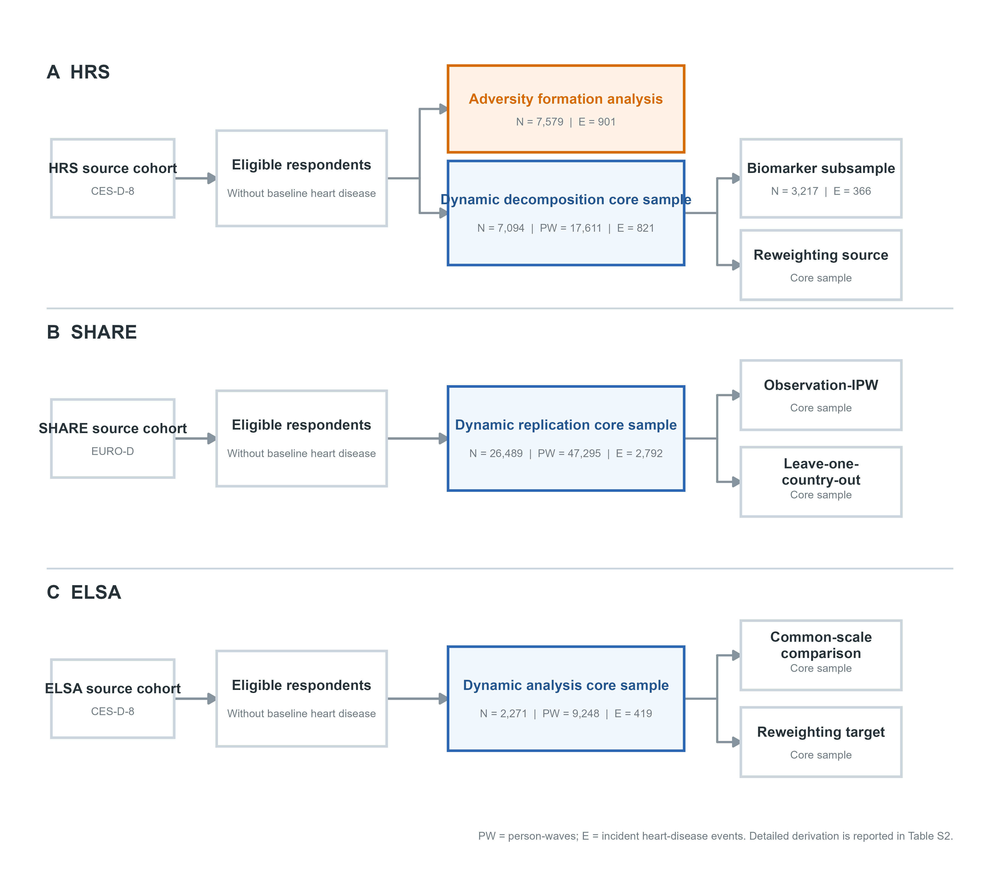 A HRS
HRS source cohort
CES-D-8
Eligible respondents
Without baseline heart disease
Adversity formation analysis
N = 7,579 | E = 901
Dynamic decomposition core sample
N = 7,094 | PW = 17,611 | E = 821
Biomarker subsample
N = 3,217 | E = 366
Reweighting source
Core sample
B SHARE
SHARE source cohort
EURO-D
Eligible respondents
Without baseline heart disease
Dynamic replication core sample
N = 26,489 | PW = 47,295 | E = 2,792
Observation-IPW
Core sample
Leave-one-
country-out
Core sample
C ELSA
ELSA source cohort
CES-D-8
Eligible respondents
Without baseline heart disease
Dynamic analysis core sample
N = 2,271 | PW = 9,248 | E = 419
Common-scale
comparison
Core sample
Reweighting target
Core sample
PW = person-waves; E = incident heart-disease events. Detailed derivation is reported in Table S2.